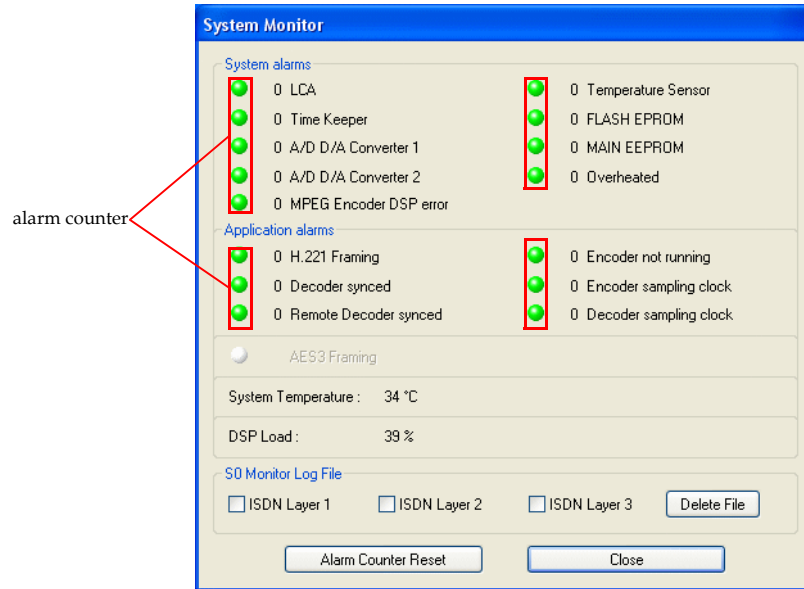 System Monitor
System alarms
0 LCA
0 Temperature Sensor
0 Time Keeper
0 FLASH EPROM
0 A/D D/A Converter 1
0 MAIN EEPROM
0 A/D D/A Converter 2
0 Overheated
0 MPEG Encoder DSP error
alarm counter
Application alarms
0 H.221 Framing
0 Encoder not running
0 Decoder synced
0 Encoder sampling clock
0 Remote Decoder synced
0 Decoder sampling clock
AES3 Framing
System Temperature : 34 °C
DSP Load : 39 %
S0 Monitor Log File
ISDN Layer 1 ISDN Layer 2 ISDN Layer 3 Delete File
Alarm Counter Reset Close